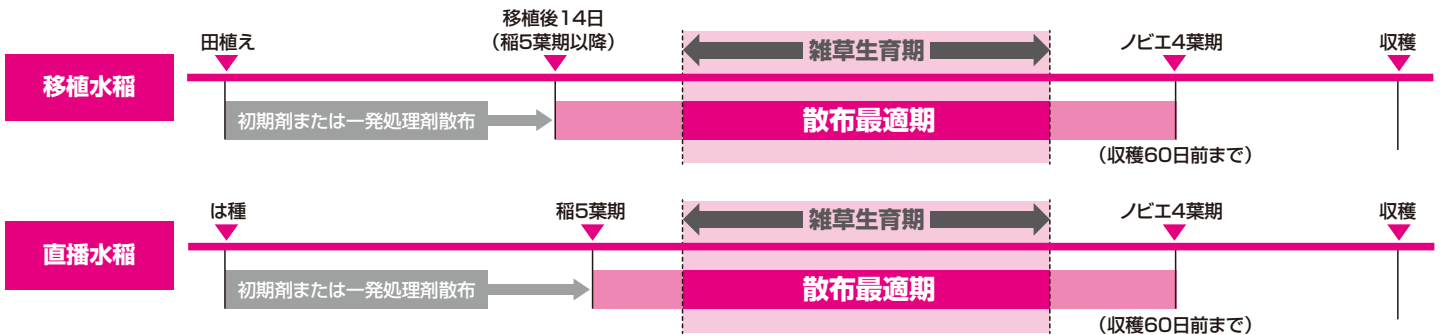 移植後14日
田植え
(稲5葉期以降)
雑草生育期
ノビエ4葉期
収穫
移植水稲
初期剤または一発処理剤散布
散布最適期
(収穫60日前まで)
は種
稲5葉期
雑草生育期
ノビエ4葉期
収穫
直播水稲
初期剤または一発処理剤散布
散布最適期
(収穫60日前まで)